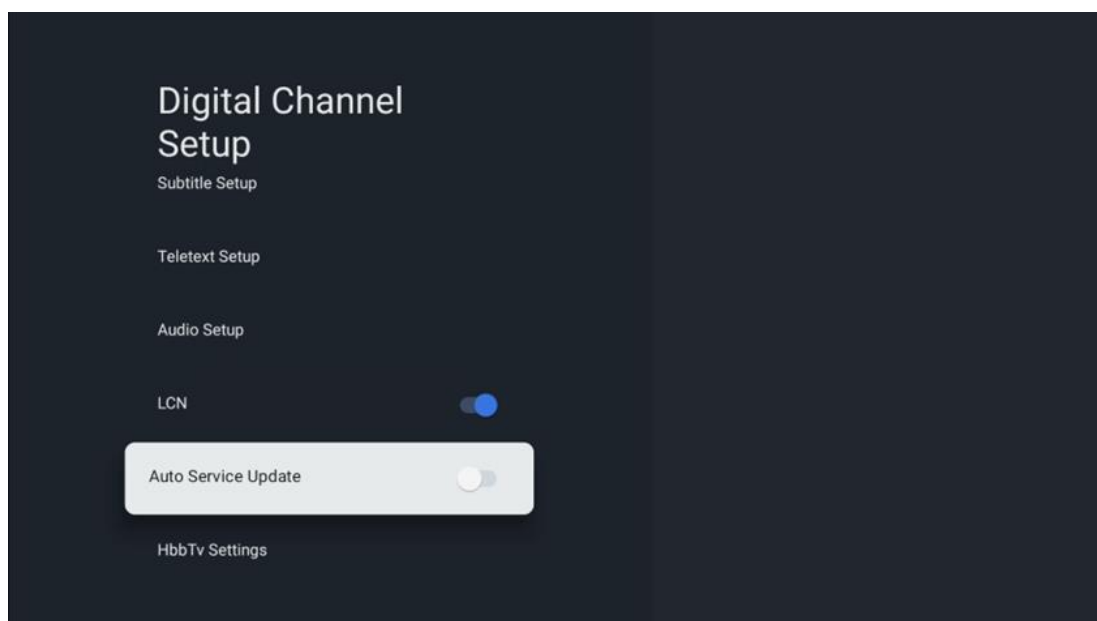 Digital Channel
Setup
Subtitle Setup
Teletext Setup
Audio Setup
LCN
Auto Service Update
HbbTv Settings